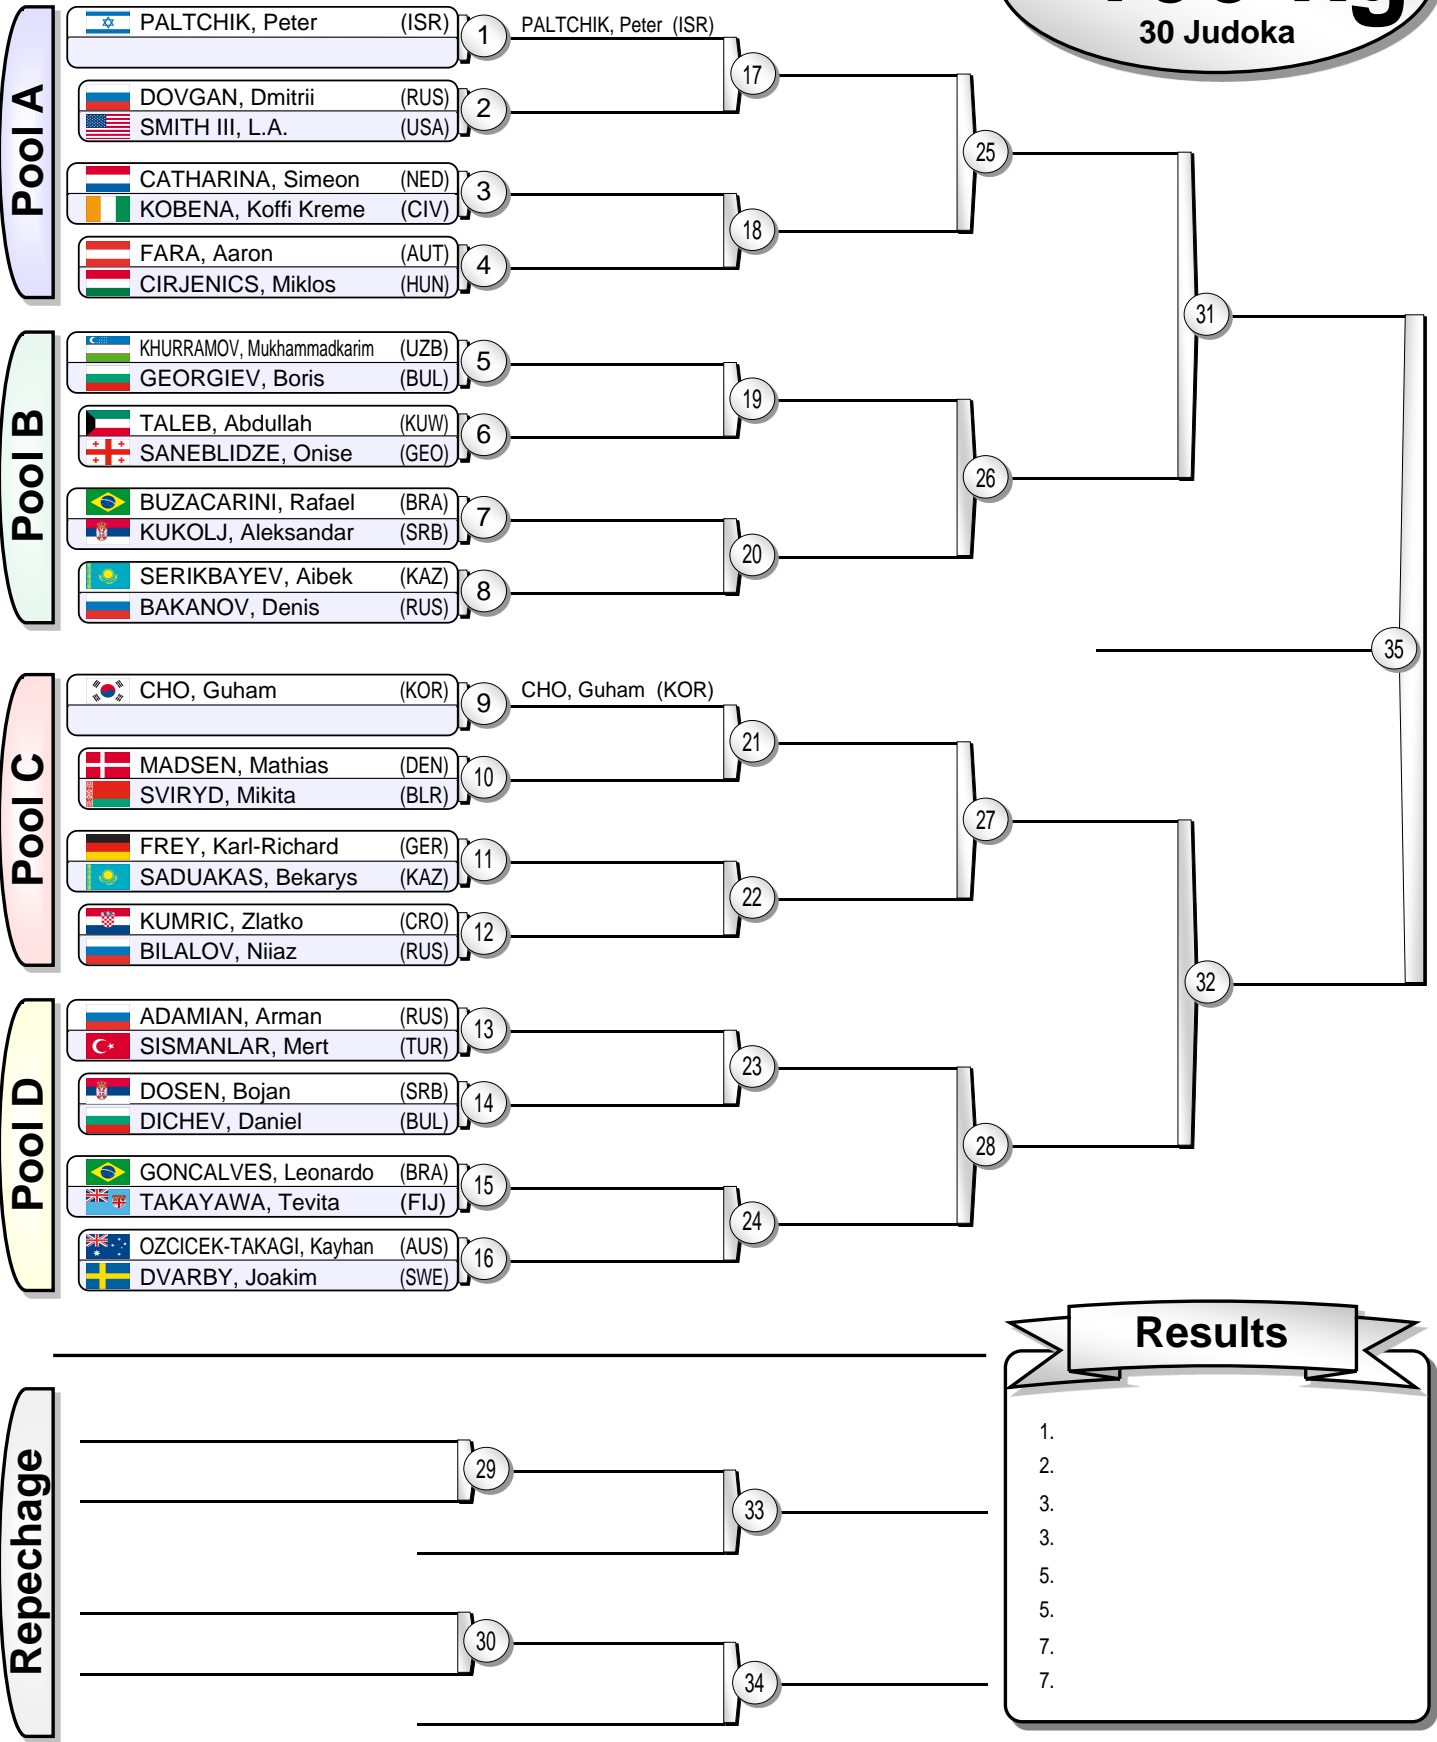 30 Judoka
Pool A
PALTCHIK, Peter (ISR) 1 PALTCHIK, Peter (ISR)
17
DOVGAN, Dmitrii (RUS)
2
SMITH III, L.A. (USA)
25
CATHARINA, Simeon (NED)
3
KOBENA, Koffi Kreme (CIV)
18
FARA, Aaron (AUT)
4
CIRJENICS, Miklos (HUN)
31
Pool B
KHURRAMOV, Mukhammadkarim (UZB)
5
GEORGIEV, Boris (BUL)
19
TALEB, Abdullah (KUW)
6
SANEBLIDZE, Onise (GEO)
26
BUZACARINI, Rafael (BRA)
7
KUKOLJ, Aleksandar (SRB)
20
SERIKBAYEV, Aibek (KAZ)
8
BAKANOV, Denis (RUS)
35
Pool C
CHO, Guham (KOR) 9 CHO, Guham (KOR)
21
MADSEN, Mathias (DEN)
10
SVIRYD, Mikita (BLR)
27
FREY, Karl-Richard (GER)
11
SADUAKAS, Bekarys (KAZ)
22
KUMRIC, Zlatko (CRO)
12
BILALOV, Niiaz (RUS)
32
Pool D
ADAMIAN, Arman (RUS)
13
SISMANLAR, Mert (TUR)
23
DOSEN, Bojan (SRB)
14
DICHEV, Daniel (BUL)
28
GONCALVES, Leonardo (BRA)
15
TAKAYAWA, Tevita (FIJ)
24
OZCICEK-TAKAGI, Kayhan (AUS)
16
DVARBY, Joakim (SWE)
Repechage
29
33
30
34
Results
1.
2.
3.
3.
5.
5.
7.
7.